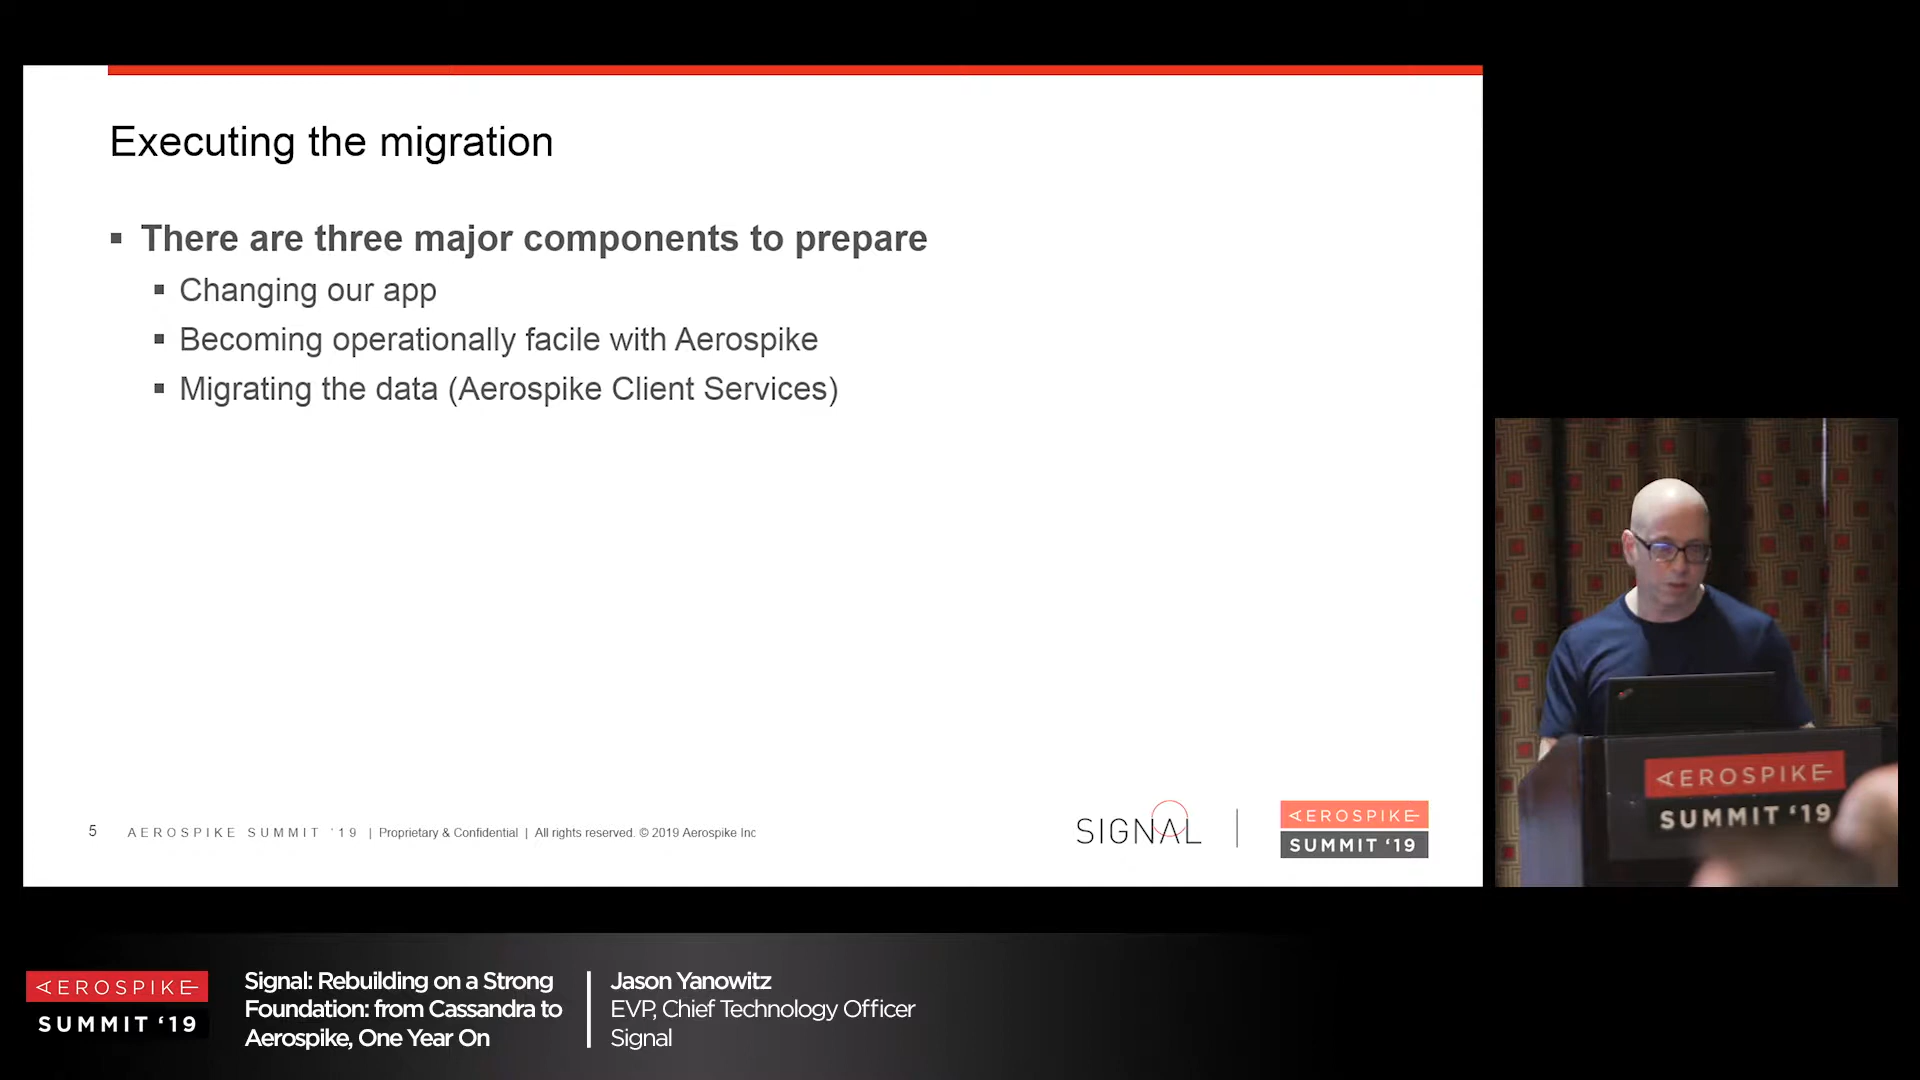 Executing the migration
▪ There are three major components to prepare
▪ Changing our app
▪ Becoming operationally facile with Aerospike
▪ Migrating the data (Aerospike Client Services)
5 AEROSPIKE SUMMIT '19 | Proprietary & Confidential | All rights reserved. © 2019 Aerospike Inc
SIGNAL
AEROSPIKE
SUMMIT '19
AEROSPIKE
SUMMIT '19
AEROSPIKE
SUMMIT '19
Signal: Rebuilding on a Strong
Foundation: from Cassandra to
Aerospike, One Year On
Jason Yanowitz
EVP, Chief Technology Officer
Signal